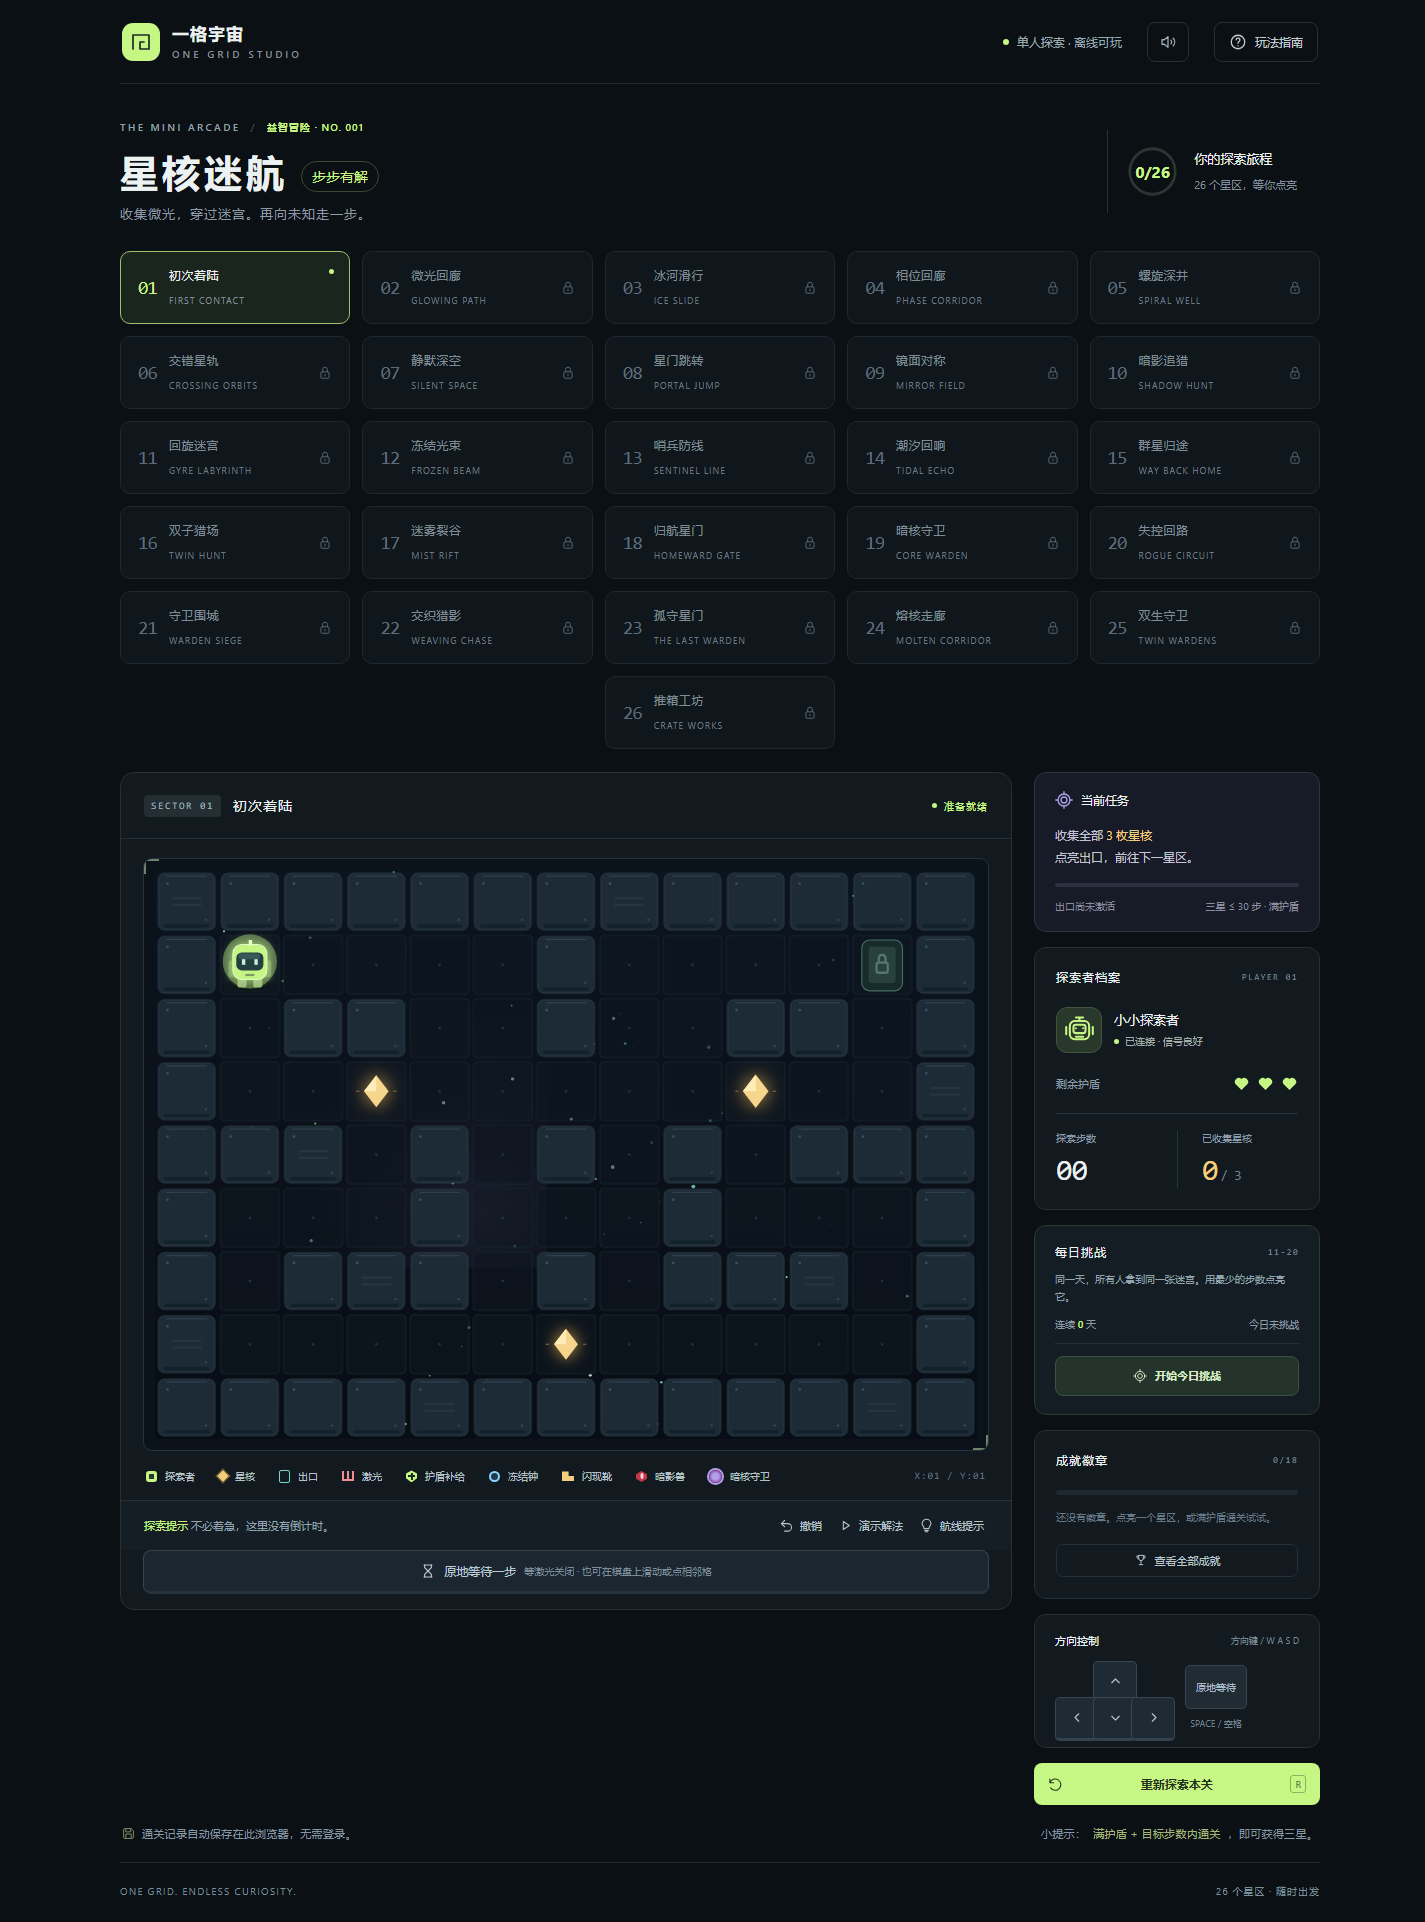 一格宇宙
ONE GRID STUDIO
单人探索 · 离线可玩
玩法指南
THE MINI ARCADE / 益智冒险 · NO. 001
星核迷航
步步有解
收集微光，穿过迷宫。再向未知走一步。
0/26
你的探索旅程
26 个星区，等你点亮
01 初次着陆
FIRST CONTACT
02 微光回廊
GLOWING PATH
03 冰河滑行
ICE SLIDE
04 相位回廊
PHASE CORRIDOR
05 螺旋深井
SPIRAL WELL
06 交错星轨
CROSSING ORBITS
07 静默深空
SILENT SPACE
08 星门跳转
PORTAL JUMP
09 镜面对称
MIRROR FIELD
10 暗影追猎
SHADOW HUNT
11 回旋迷宫
GYRE LABYRINTH
12 冻结光束
FROZEN BEAM
13 哨兵防线
SENTINEL LINE
14 潮汐回响
TIDAL ECHO
15 群星归途
WAY BACK HOME
16 双子猎场
TWIN HUNT
17 迷雾裂谷
MIST RIFT
18 归航星门
HOMEWARD GATE
19 暗核守卫
CORE WARDEN
20 失控回路
ROGUE CIRCUIT
21 守卫围城
WARDEN SIEGE
22 交织猎影
WEAVING CHASE
23 孤守星门
THE LAST WARDEN
24 熔核走廊
MOLTEN CORRIDOR
25 双生守卫
TWIN WARDENS
26 推箱工坊
CRATE WORKS
SECTOR 01 初次着陆
准备就绪
探索者 星核 出口 激光 护盾补给 冻结钟 闪现靴 暗影兽 暗核守卫
X:01 / Y:01
探索提示 不必着急，这里没有倒计时。
撤销 演示解法 航线提示
原地等待一步 等激光关闭 · 也可在棋盘上滑动或点相邻格
当前任务
收集全部 3 枚星核
点亮出口，前往下一星区。
出口尚未激活 三星 ≤ 30 步 · 满护盾
探索者档案 PLAYER 01
小小探索者
已连接 · 信号良好
剩余护盾
探索步数 已收集星核
00 0 / 3
每日挑战 11-20
同一天，所有人拿到同一张迷宫。用最少的步数点亮
它。
连续 0 天 今日未挑战
开始今日挑战
成就徽章 0/18
还没有徽章。点亮一个星区，或满护盾通关试试。
查看全部成就
方向控制 方向键 / W A S D
原地等待
SPACE / 空格
重新探索本关 R
通关记录自动保存在此浏览器，无需登录。
小提示： 满护盾 + 目标步数内通关 ，即可获得三星。
ONE GRID. ENDLESS CURIOSITY.
26 个星区 · 随时出发